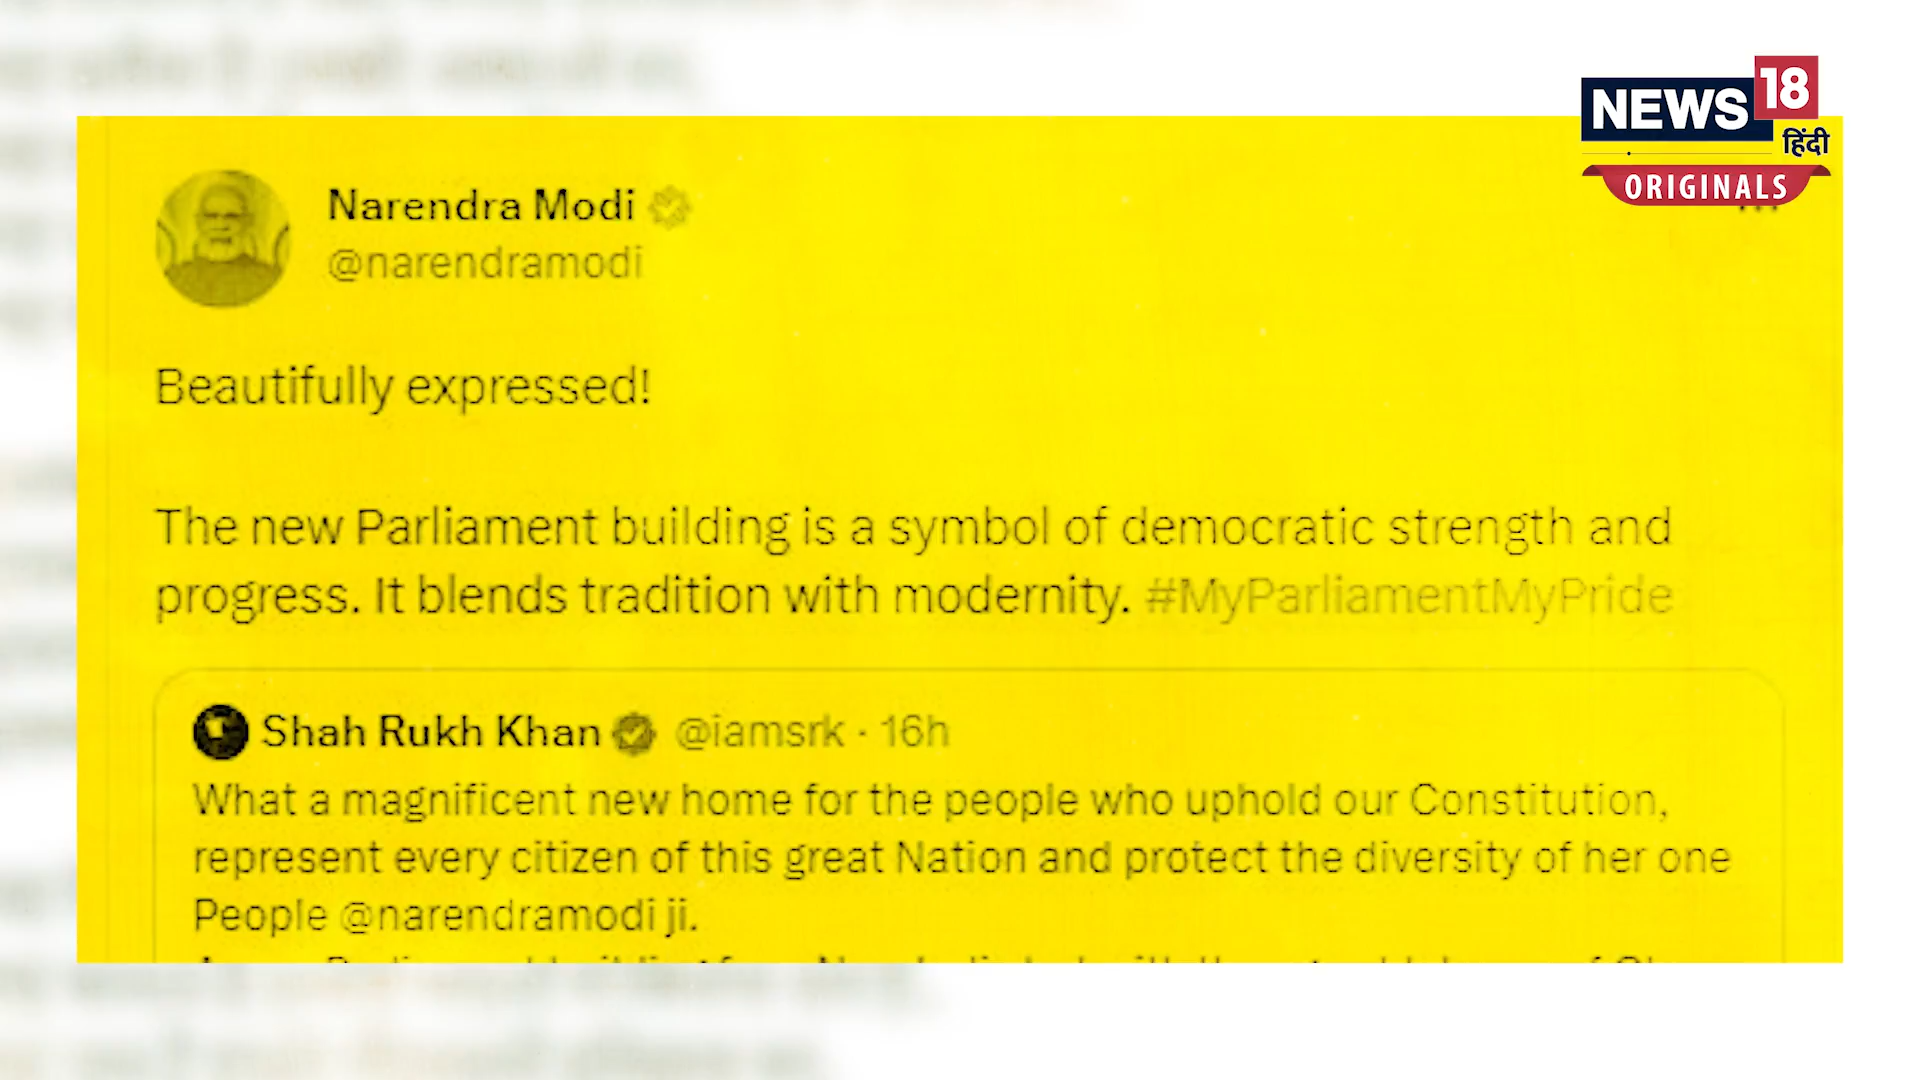 NEWS 18
हिंदी
ORIGINALS
Narendra Modi
@narendramodi
Beautifully expressed!
The new Parliament building is a symbol of democratic strength and
progress. It blends tradition with modernity. #MyParliamentMyPride
Shah Rukh Khan @iamsrk · 16h
What a magnificent new home for the people who uphold our Constitution,
represent every citizen of this great Nation and protect the diversity of her one
People @narendramodi ji.